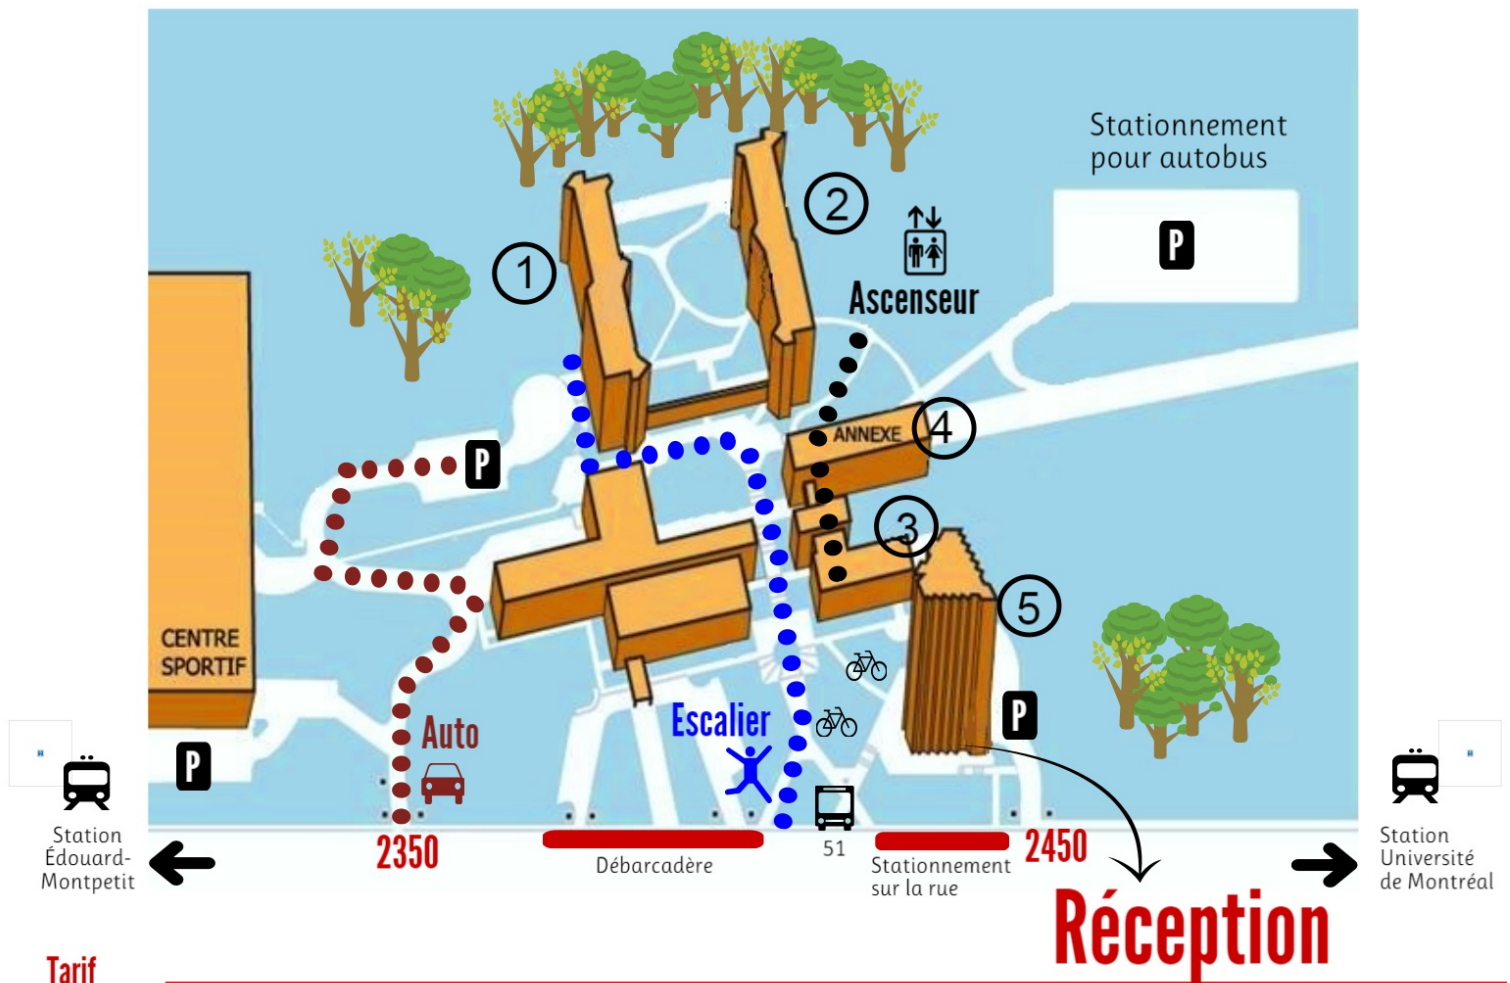 Stationnement
pour autobus
P
2
1
Ascenseur
ANNEXE
4
P
3
5
CENTRE
SPORTIF
P
Escalier
Auto
P
2350
Débarcadère
51
Stationnement
sur la rue
2450
Station
Édouard-
Montpetit
Station
Université
de Montréal
Réception
Tarif